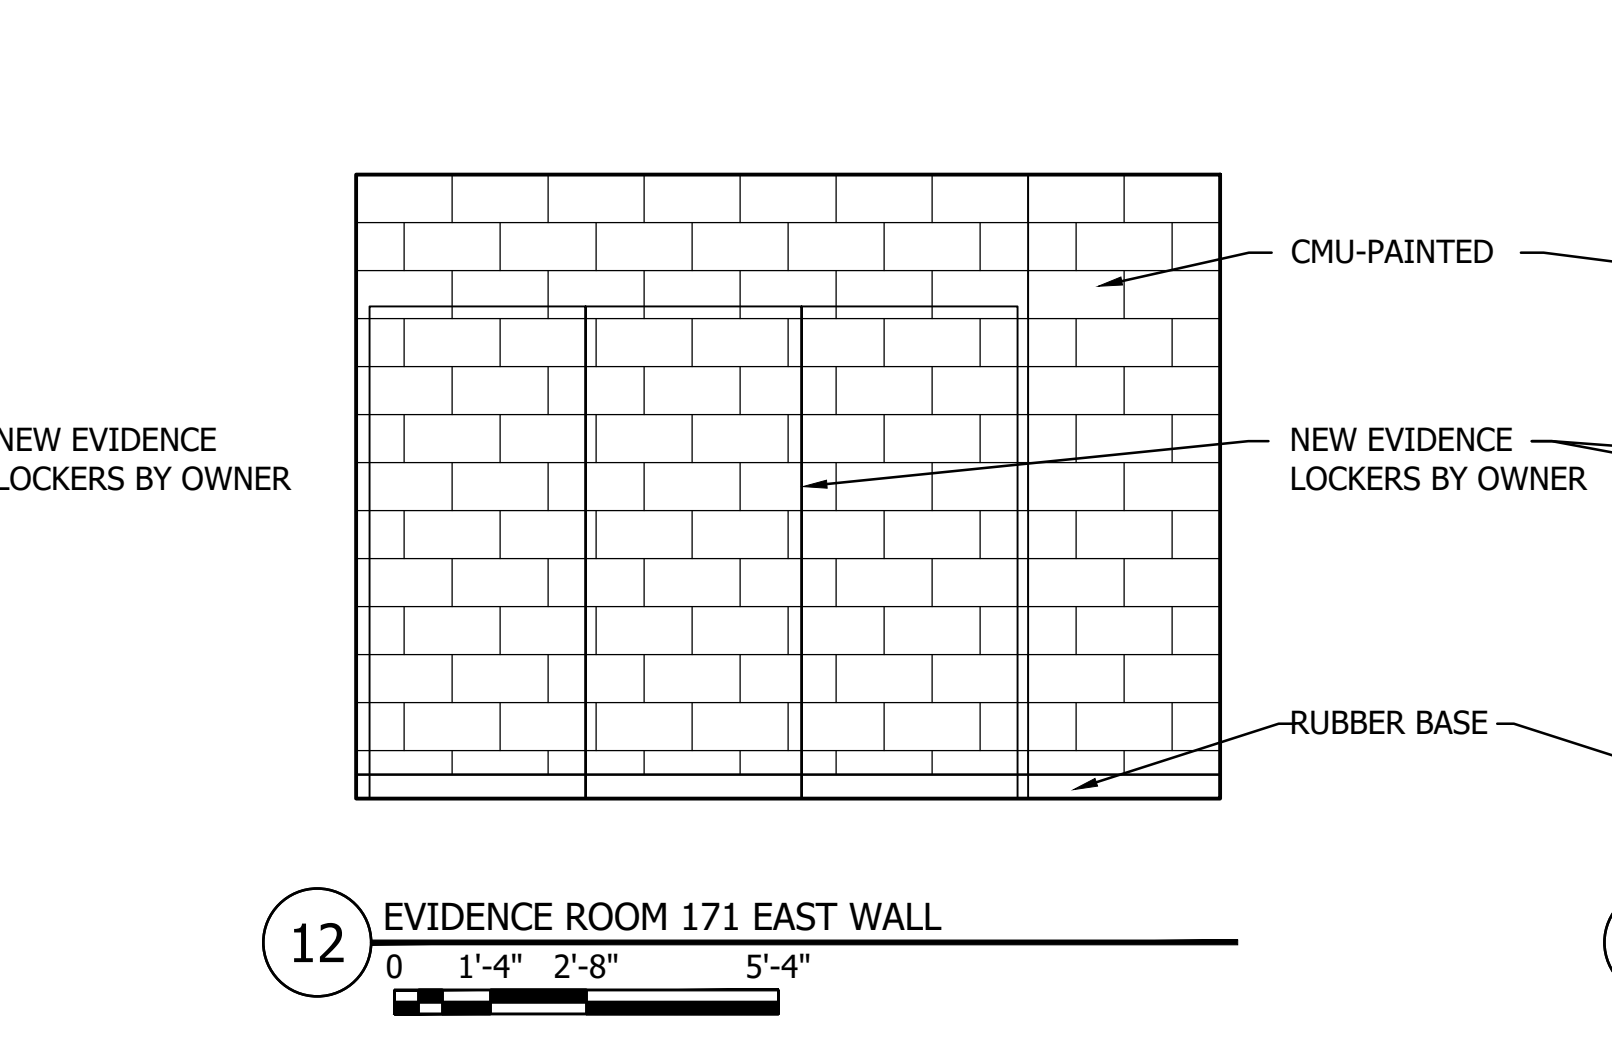 CMU-PAINTED
NEW EVIDENCE
LOCKERS BY OWNER
NEW EVIDENCE
LOCKERS BY OWNER
RUBBER BASE
12
EVIDENCE ROOM 171 EAST WALL
0 1'-4" 2'-8" 5'-4"